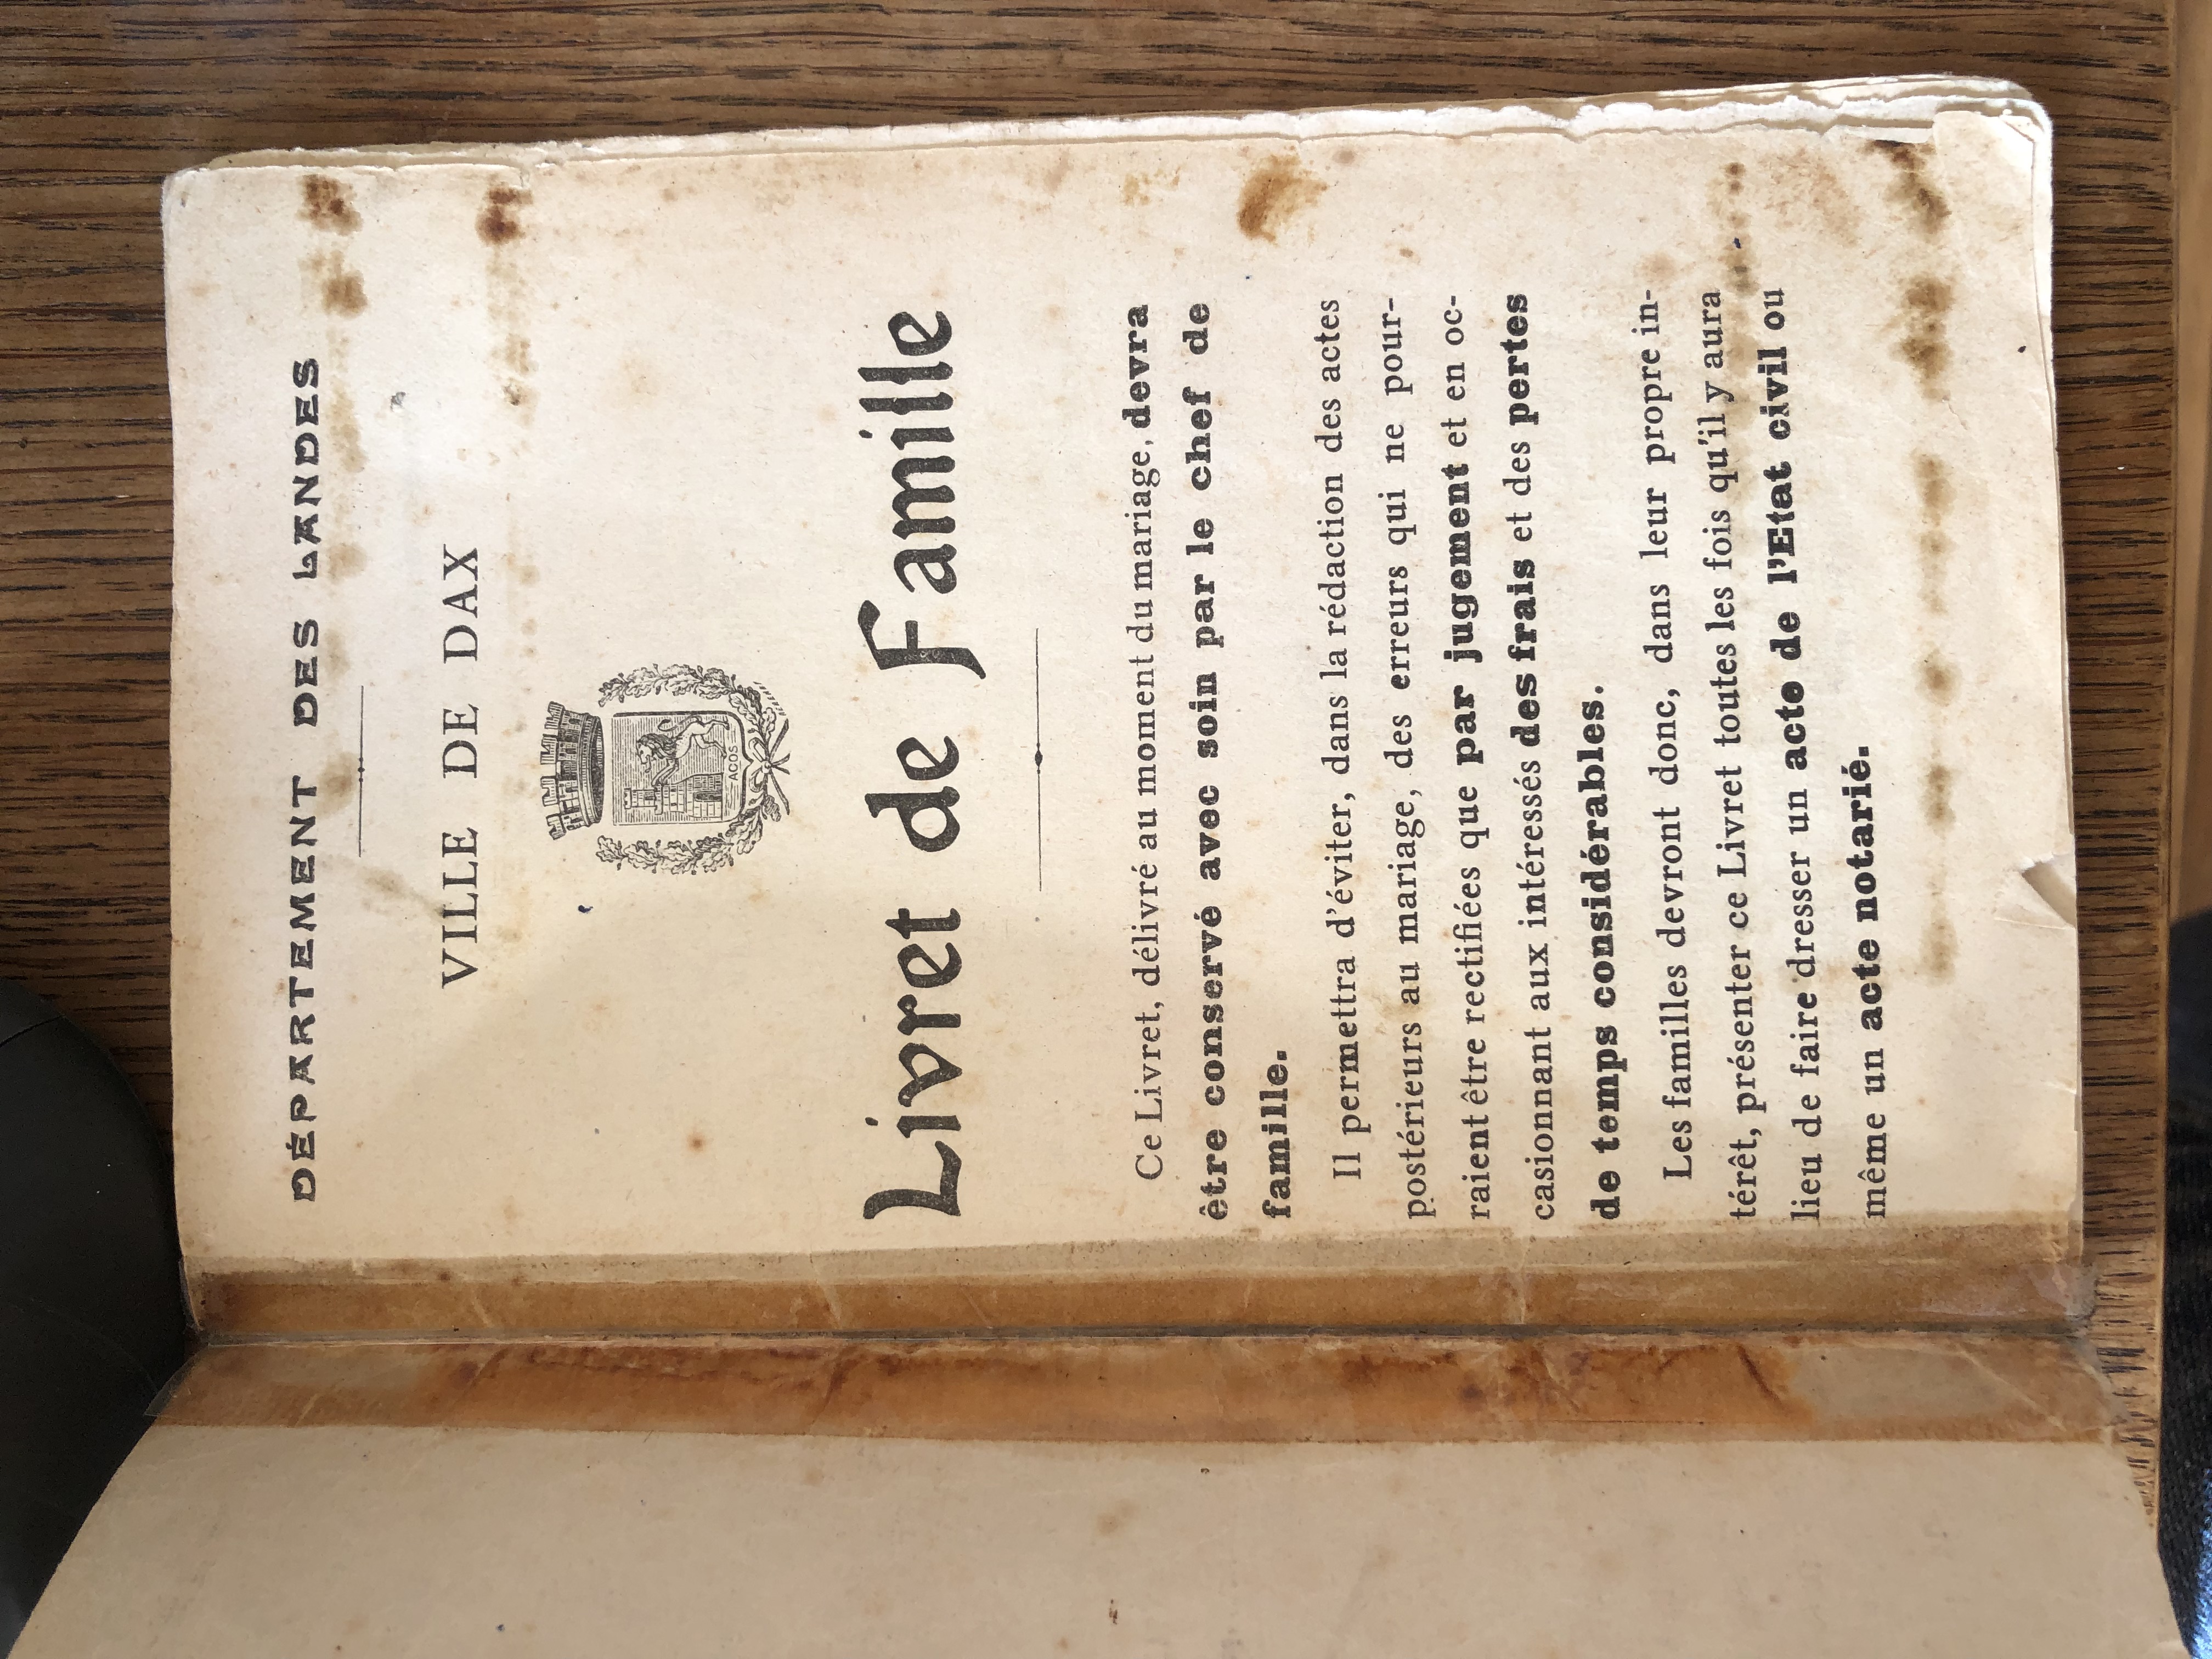 DÉPARTEMENT DES LANDES
VILLE DE DAX
ACQS
Livret de Famille
Ce Livret, délivré au moment du mariage, devra
être conservé avec soin par le chef de
famille.
Il permettra d'éviter, dans la rédaction des actes
postérieurs au mariage, des erreurs qui ne pour-
raient être rectifiées que par jugement et en oc-
casionnant aux intéressés des frais et des pertes
de temps considérables.
Les familles devront donc, dans leur propre in-
térêt, présenter ce Livret toutes les fois qu'il y aura
lieu de faire dresser un acte de l'Etat civil ou
même un acte notarié.